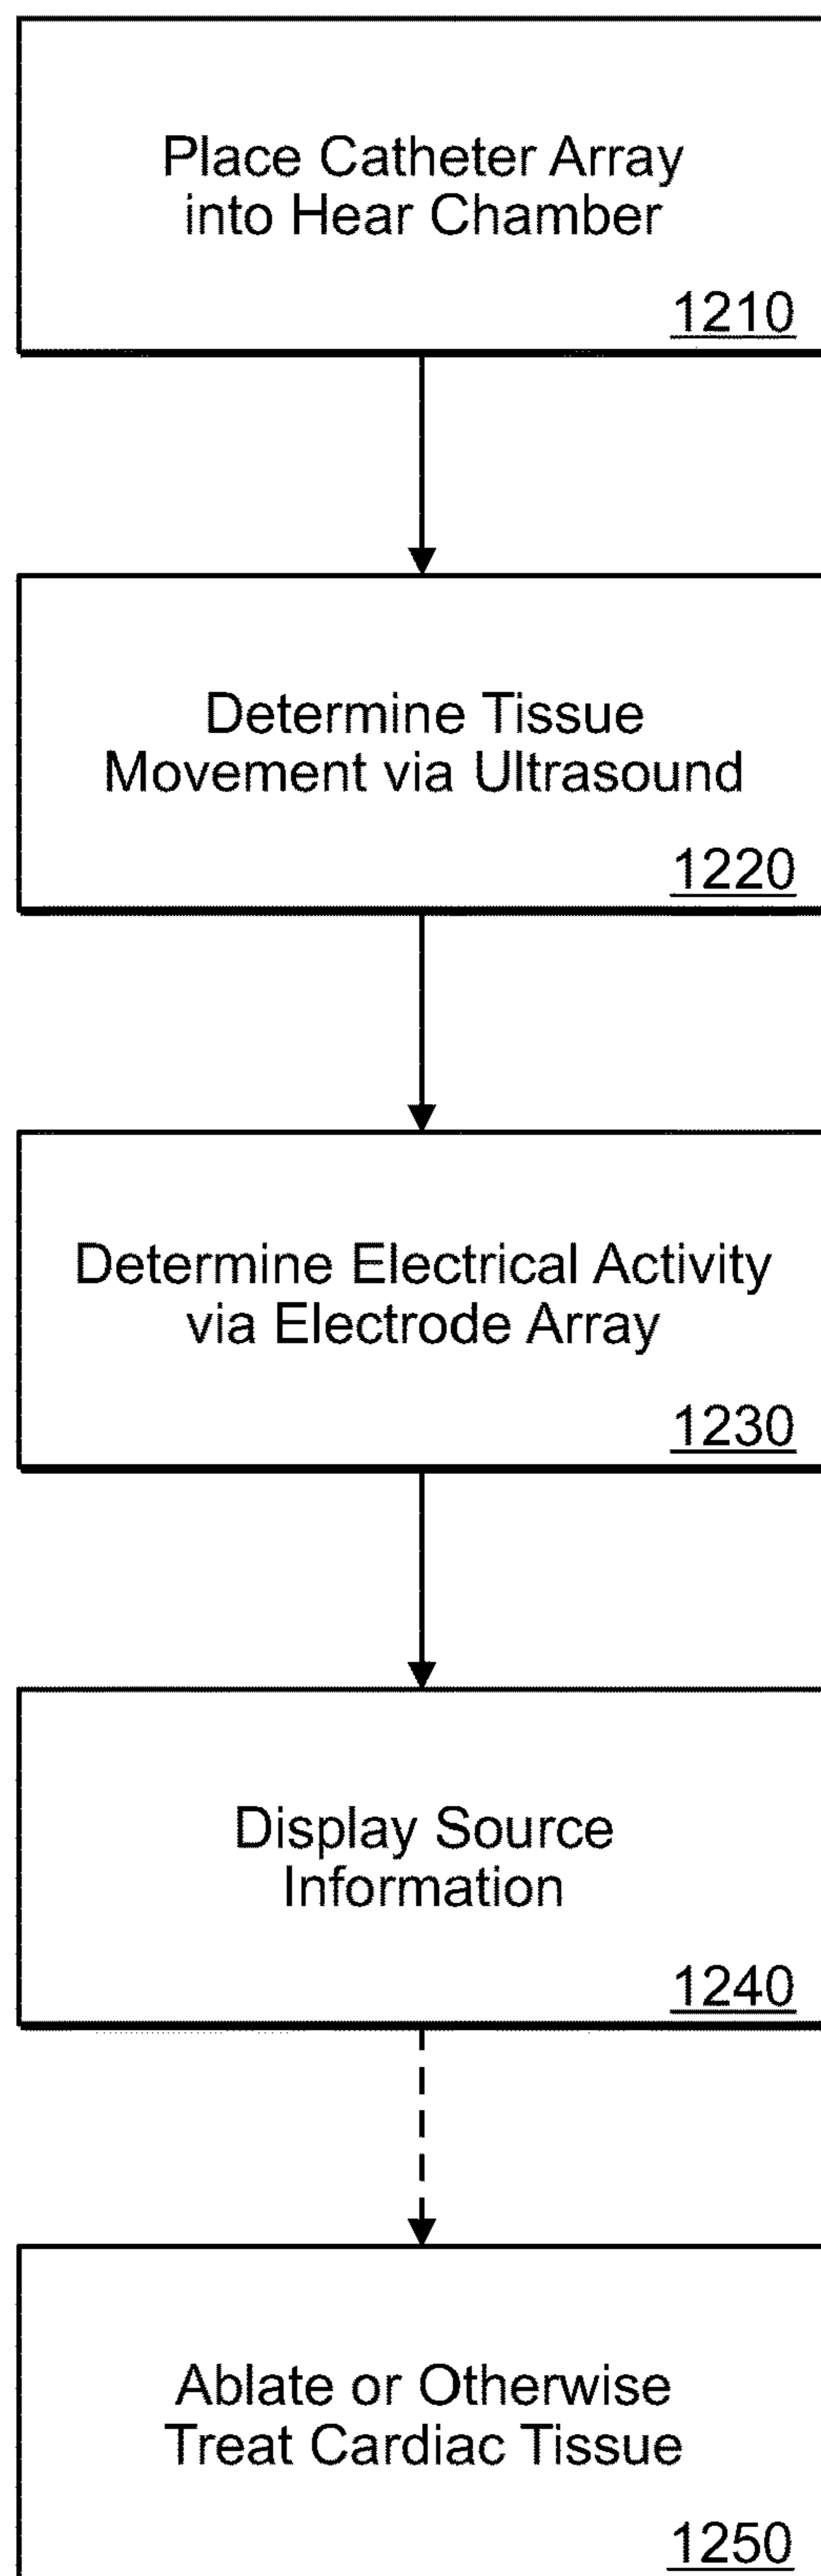 Place Catheter Array
into Hear Chamber
1210
Determine Tissue
Movement via Ultrasound
1220
Determine Electrical Activity
via Electrode Array
1230
Display Source
Information
1240
Ablate or Otherwise
Treat Cardiac Tissue
1250